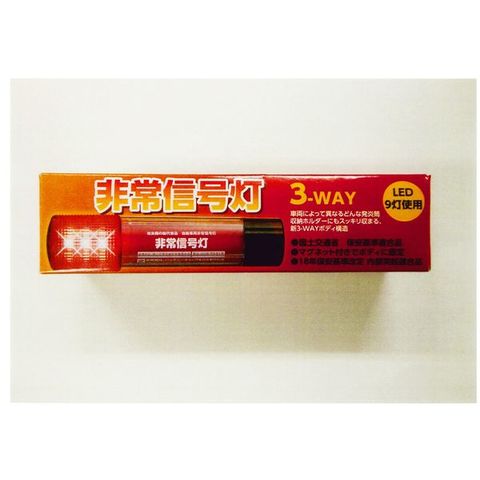 非常信号灯
3-WAY
車両によって異なるどんな発炎筒
収納ホルダーにもスッキリ収まる、
新3-WAYボディ構造
LED
9灯使用
非常信号灯
●国土交通省 保安基準適合品
●マグネット付きでボディに固定